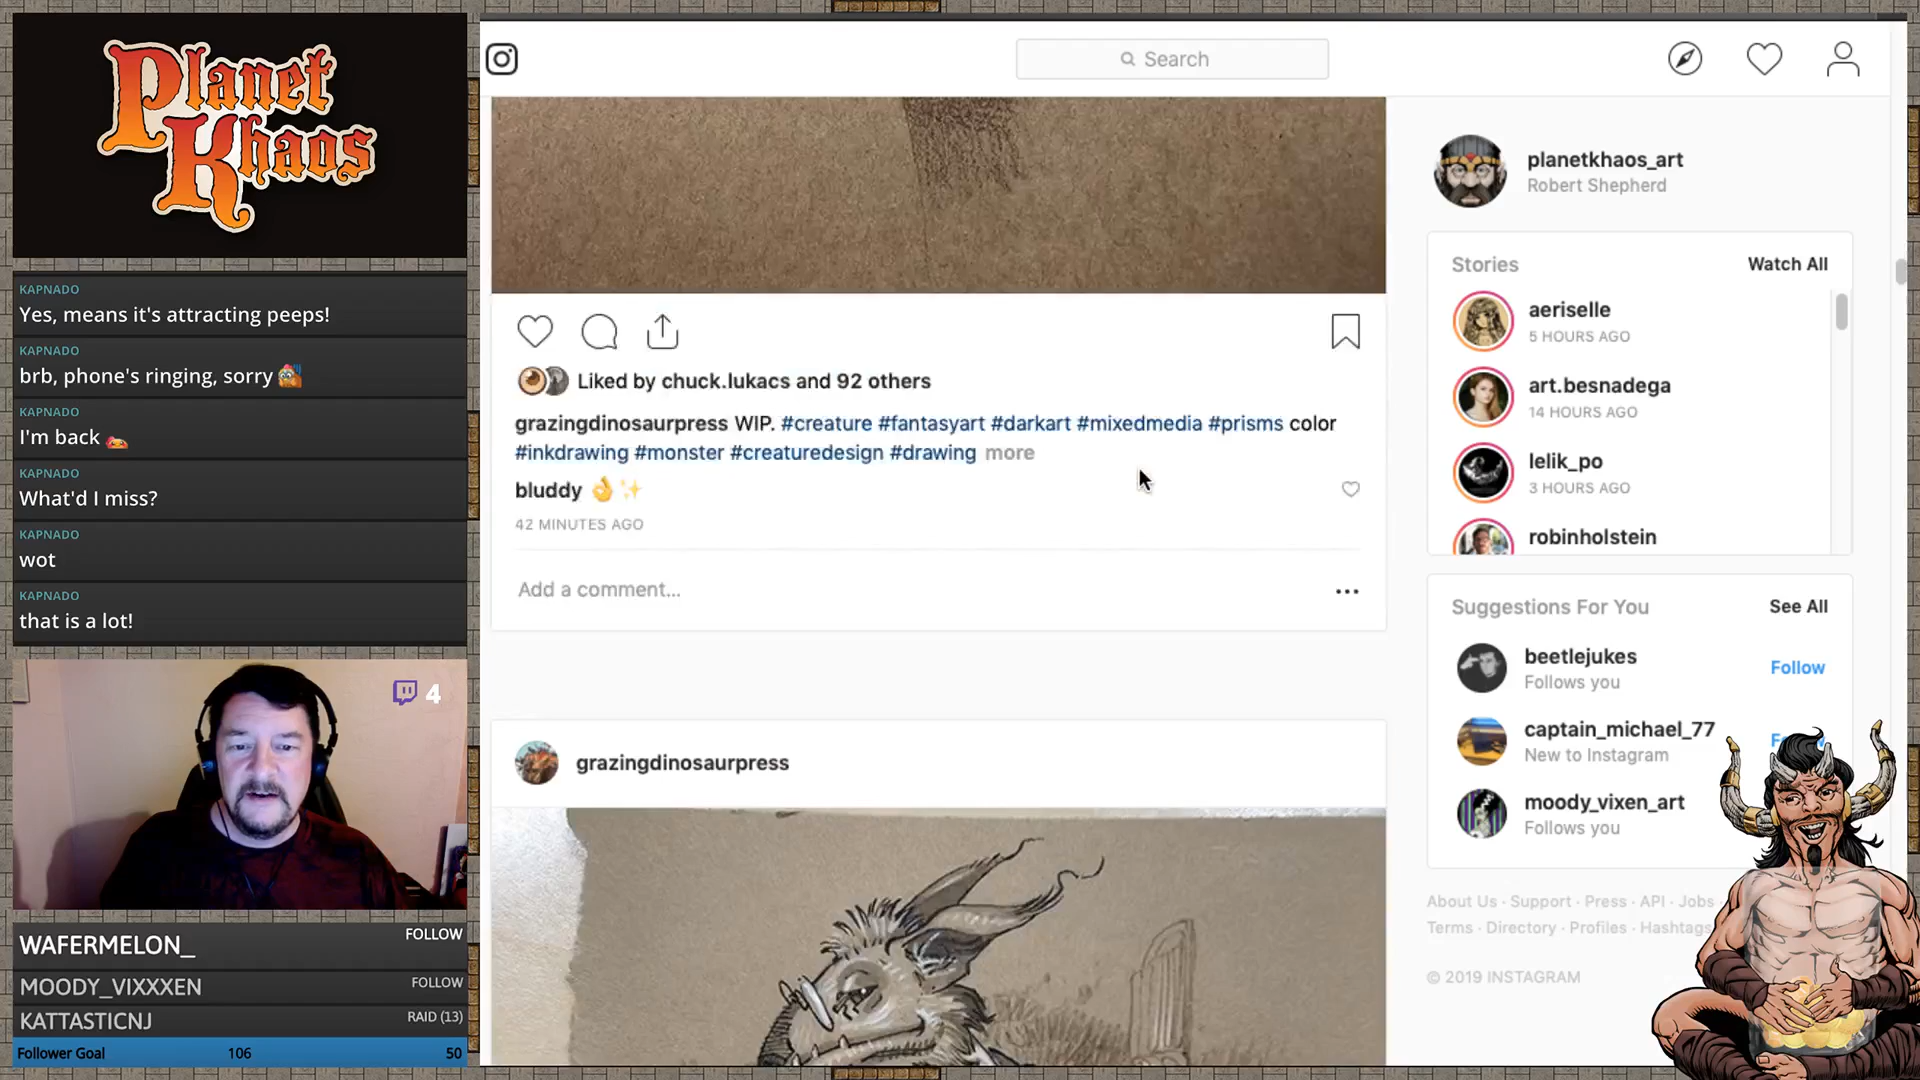 Planet
Khaos
KAPNADO
Yes, means it's attracting peeps!
KAPNADO
brb, phone's ringing, sorry
KAPNADO
I'm back
KAPNADO
What'd I miss?
KAPNADO
wot
KAPNADO
that is a lot!
4
WAFERMELON_ FOLLOW
MOODY_VIXXXEN FOLLOW
KATTASTICNJ RAID (13)
Follower Goal 106 50
Search
Liked by chuck.lukacs and 92 others
grazingdinosaurpress WIP. #creature #fantasyart #darkart #mixedmedia #prisms color
#inkdrawing #monster #creaturedesign #drawing more
bluddy
42 MINUTES AGO
Add a comment...
grazingdinosaurpress
planetkhaos_art
Robert Shepherd
Stories Watch All
aeriselle
5 HOURS AGO
art.besnadega
14 HOURS AGO
lelik_po
3 HOURS AGO
robinholstein
Suggestions For You See All
beetlejukes
Follows you
Follow
captain_michael_77
New to Instagram
moody_vixen_art
Follows you
About Us · Support · Press · API · Jobs ·
Terms · Directory · Profiles · Hashtags
© 2019 INSTAGRAM